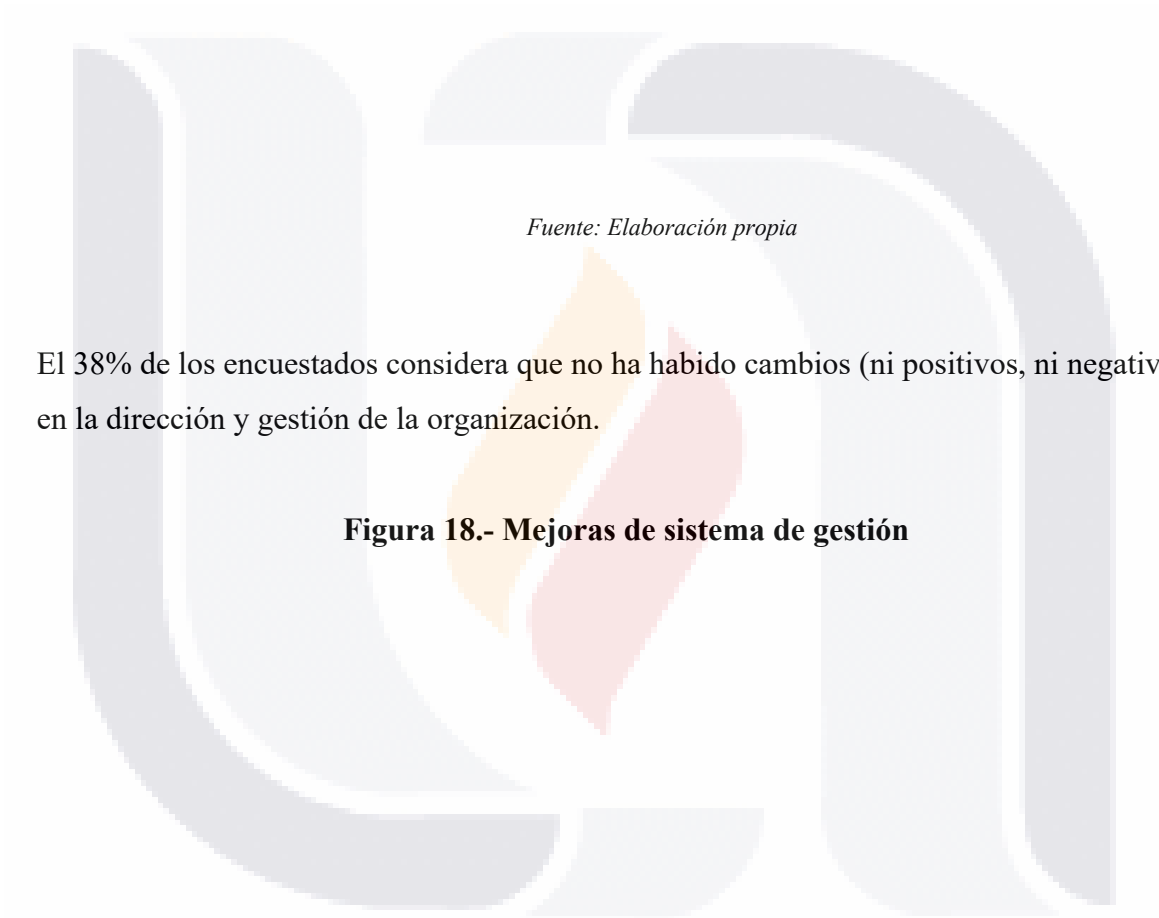 Fuente: Elaboración propia
El 38% de los encuestados considera que no ha habido cambios (ni positivos, ni negativ
en la dirección y gestión de la organización.
Figura 18.- Mejoras de sistema de gestión